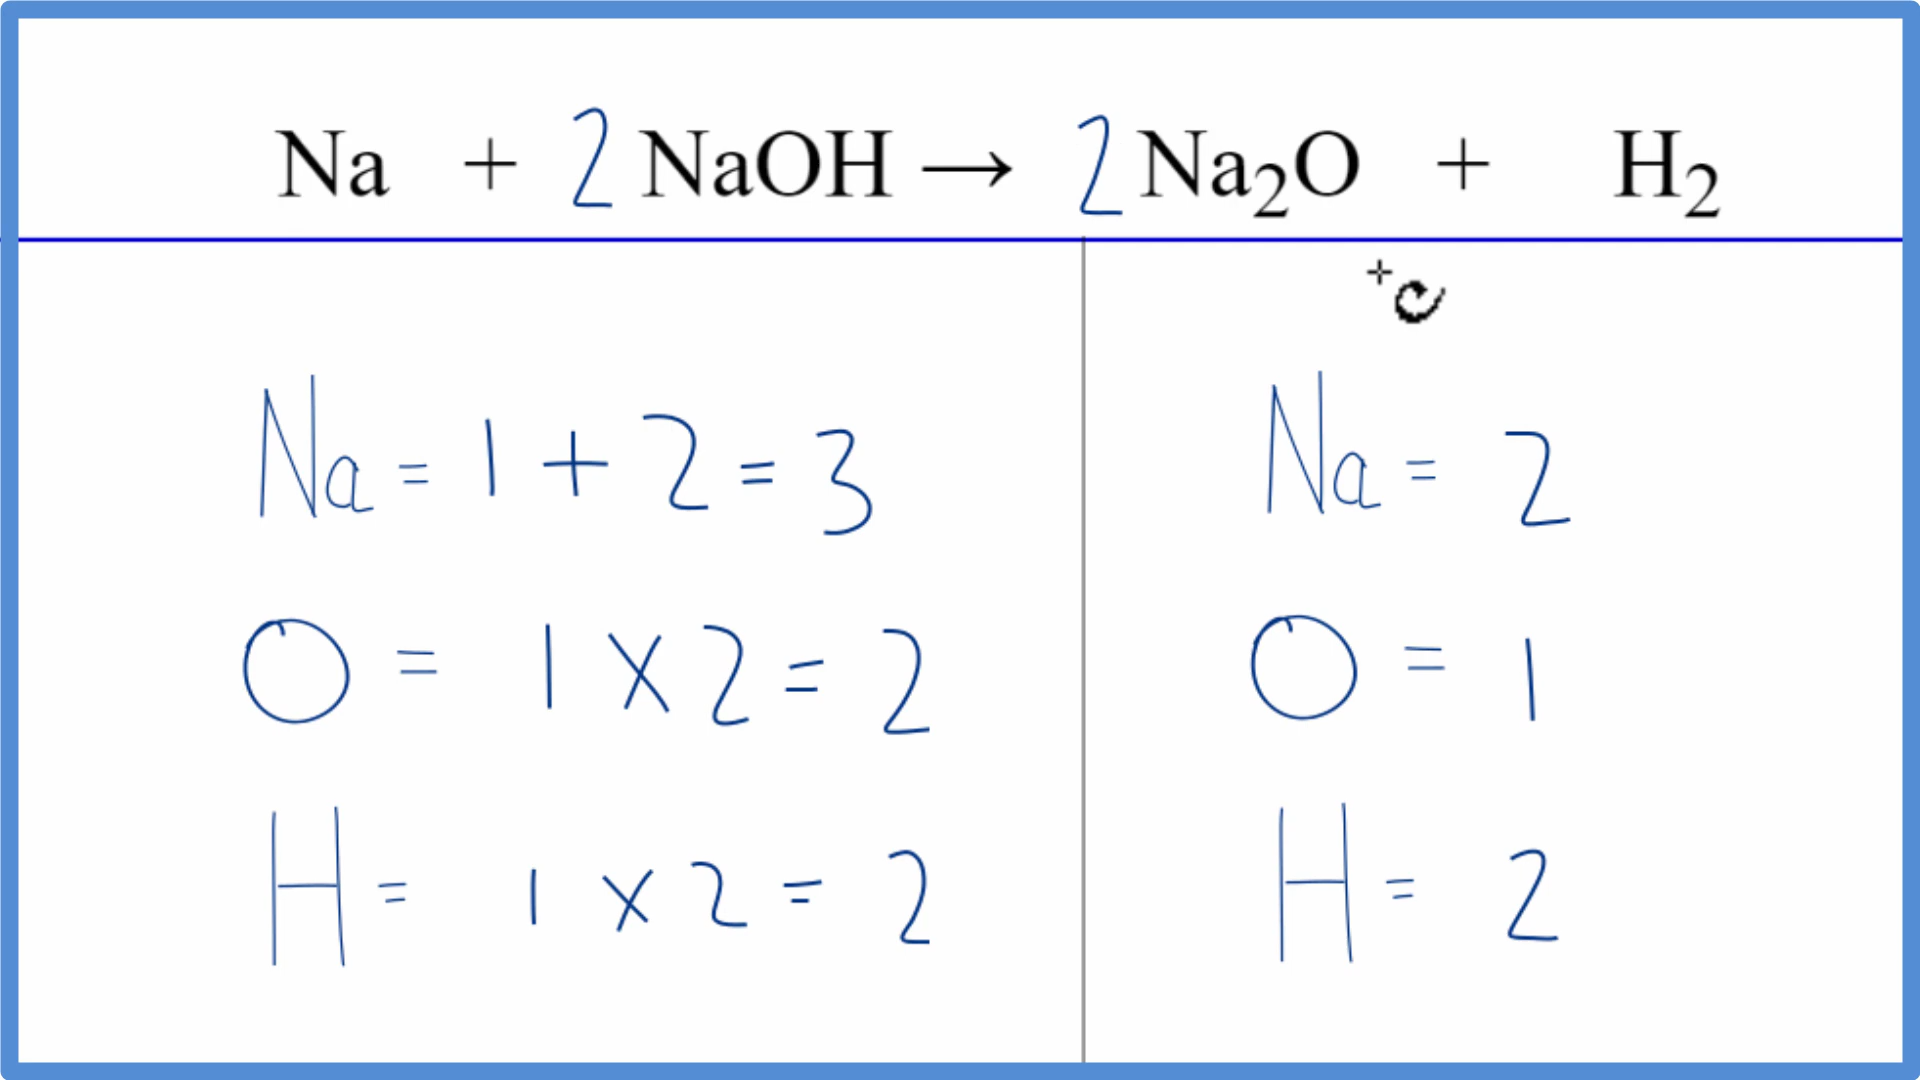 Na + 2 NaOH → 2 Na₂O + H₂
Na = 1 + 2 = 3
Na = 2
O = 1 x 2 = 2
O = 1
H = 1 x 2 = 2
H = 2